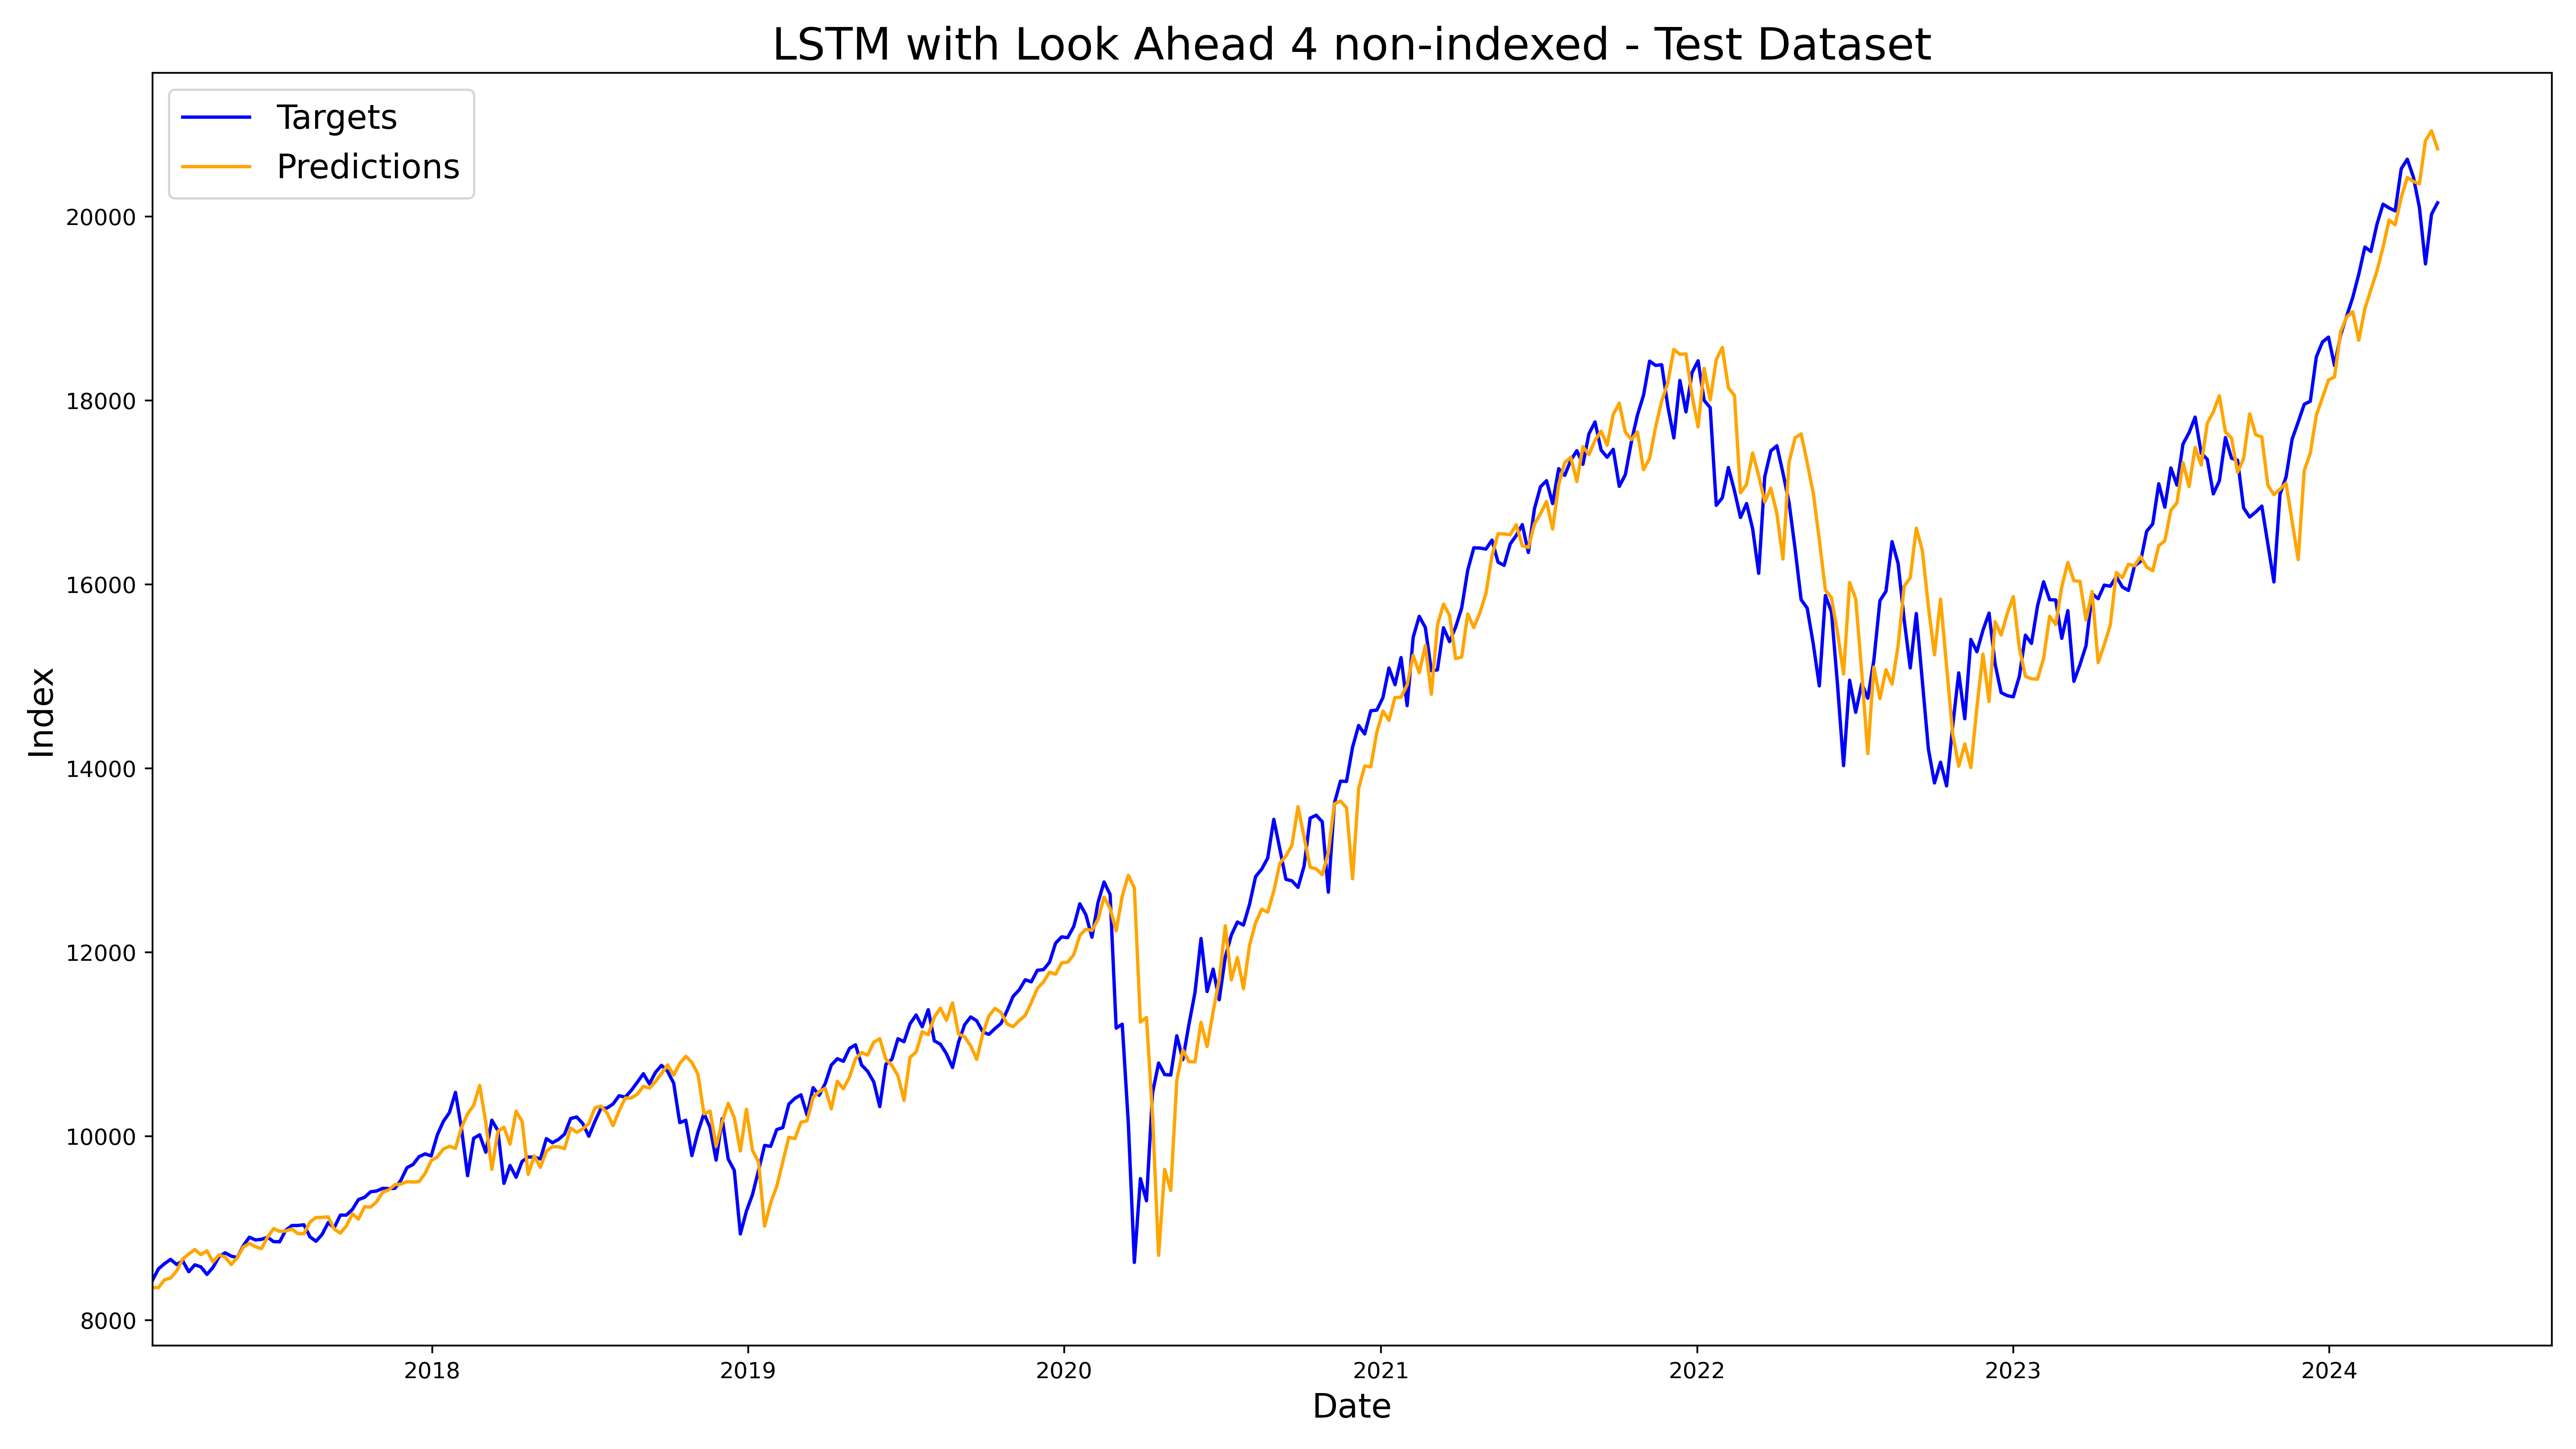 LSTM with Look Ahead 4 non-indexed - Test Dataset
Targets
Predictions
20000
18000
16000
14000
12000
10000
8000
Index
2018 2019 2020 2021 2022 2023 2024
Date